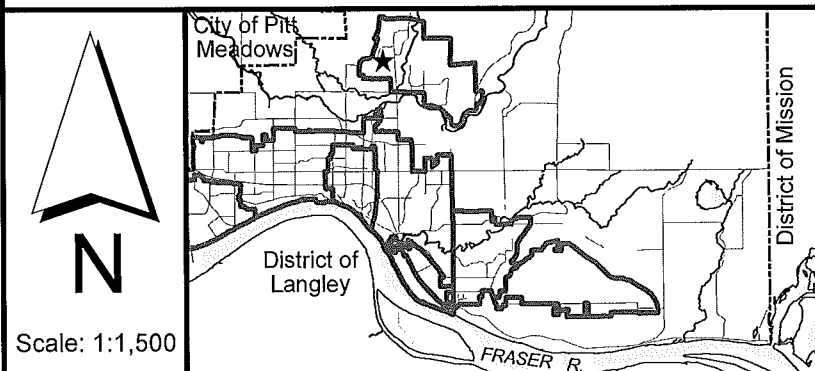 City of Pitt
Meadows
District of Mission
District of
Langley
FRASER R.
N
Scale: 1:1,500